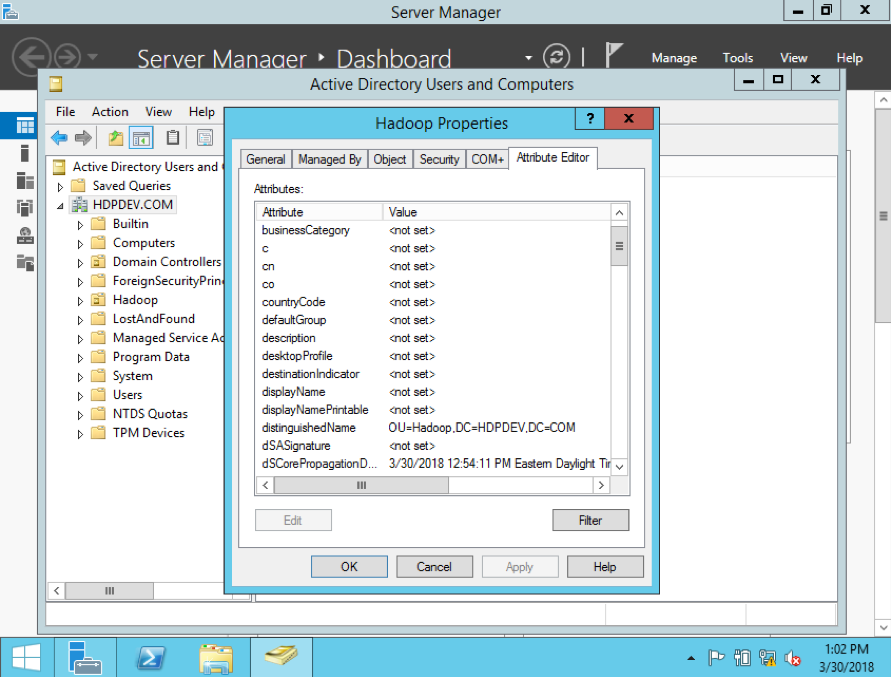 Server Manager
Server Manager • Dashboard
Manage Tools View Help
Active Directory Users and Computers
File Action View Help
Active Directory Users and
Saved Queries
HDPDEV.COM
Builtin
Computers
Domain Controllers
ForeignSecurityPrin
Hadoop
LostAndFound
Managed Service Ac
Program Data
System
Users
NTDS Quotas
TPM Devices
Hadoop Properties
? x
General Managed By Object Security COM+ Attribute Editor
Attributes:
Attribute Value
businessCategory <not set>
c <not set>
cn <not set>
co <not set>
countryCode <not set>
defaultGroup <not set>
description <not set>
desktopProfile <not set>
destinationIndicator <not set>
displayName <not set>
displayNamePrintable <not set>
distinguishedName OU=Hadoop,DC=HDPDEV,DC=COM
dSASignature <not set>
dSCorePropagationD... 3/30/2018 12:54:11 PM Eastern Daylight Tir
Edit Filter
OK Cancel Apply Help
1:02 PM
3/30/2018